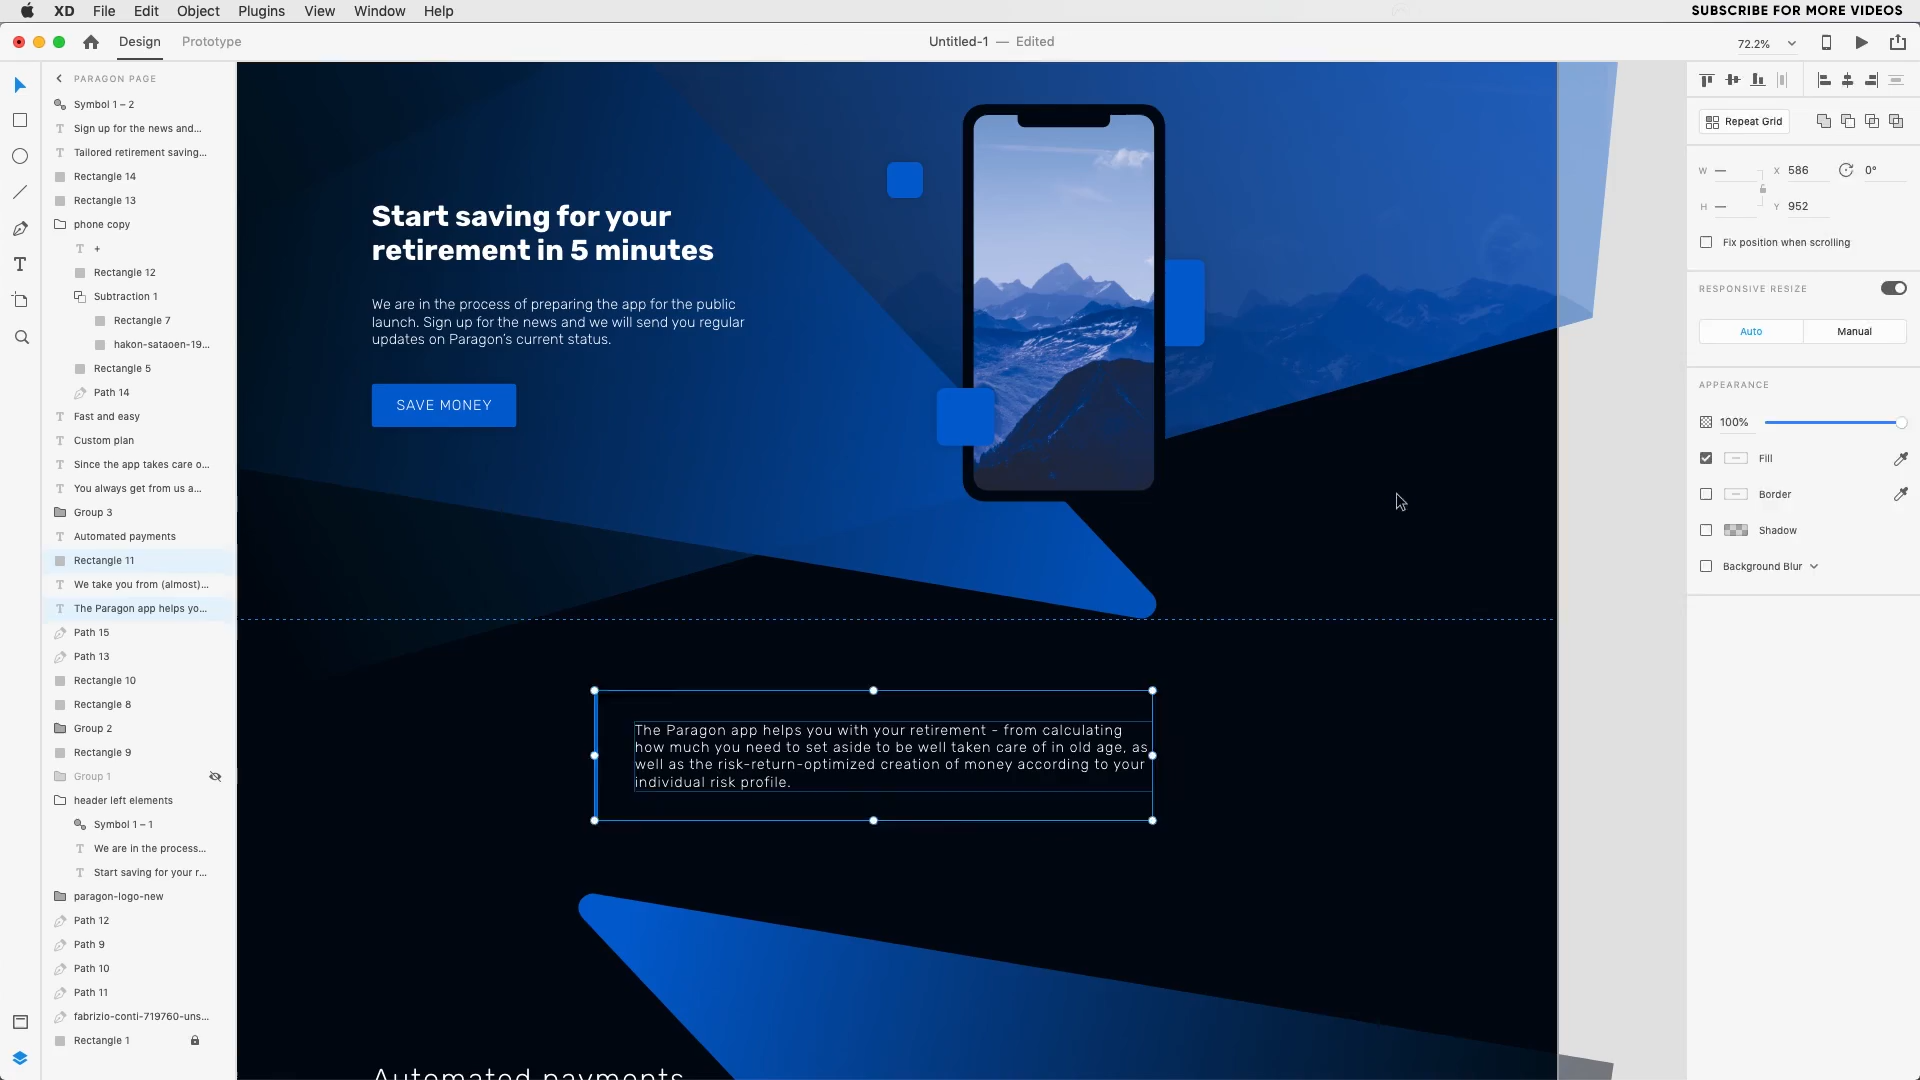 XD File Edit Object Plugins View Window Help
SUBSCRIBE FOR MORE VIDEOS
Design Prototype
Untitled-1 — Edited
72.2%
PARAGON PAGE
Symbol 1 – 2
Sign up for the news and...
Tailored retirement saving...
Rectangle 14
Rectangle 13
phone copy
+
Rectangle 12
Subtraction 1
Rectangle 7
hakon-sataoen-19...
Rectangle 5
Path 14
Fast and easy
Custom plan
Since the app takes care o...
You always get from us a...
Group 3
Automated payments
Rectangle 11
We take you from (almost)...
The Paragon app helps yo...
Path 15
Path 13
Rectangle 10
Rectangle 8
Group 2
Rectangle 9
Group 1
header left elements
Symbol 1 – 1
We are in the process...
Start saving for your r...
paragon-logo-new
Path 12
Path 9
Path 10
Path 11
fabrizio-conti-719760-uns...
Rectangle 1
Start saving for your
retirement in 5 minutes
We are in the process of preparing the app for the public
launch. Sign up for the news and we will send you regular
updates on Paragon's current status.
SAVE MONEY
The Paragon app helps you with your retirement - from calculating
how much you need to set aside to be well taken care of in old age, as
well as the risk-return-optimized creation of money according to your
individual risk profile.
Automated payments
Repeat Grid
W — X 586 0°
H — Y 952
Fix position when scrolling
RESPONSIVE RESIZE
Auto Manual
APPEARANCE
100%
Fill
Border
Shadow
Background Blur